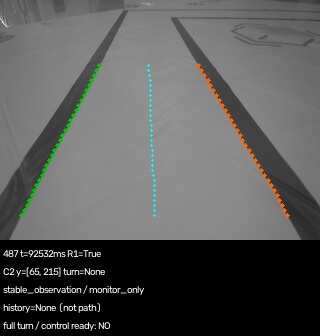 487 t=92532ms R1=True
C2 y=[65, 215] turn=None
stable_observation / monitor_only
history=None (not path)
full turn / control ready: NO